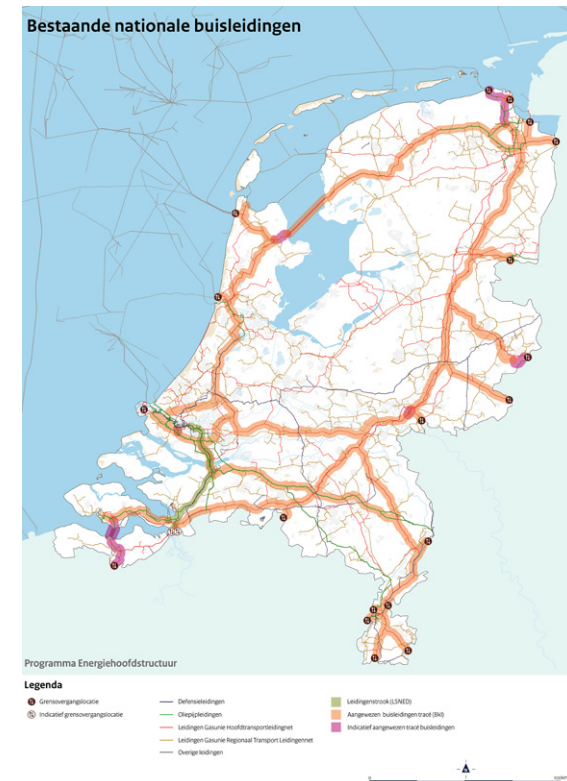 Bestaande nationale buisleidingen
Programma Energiehoofdstructuur
Legenda
Grensovergangslocatie
Indicatief grensovergangslocatie
Defensieleidingen
Oliepijpleidingen
Leidingen Gasunie Hoofdtransportleidingnet
Leidingen Gasunie Regionaal Transport Leidingennet
Overige leidingen
Leidingenstrook (LSNED)
Aangewezen buisleidingen tracé (Bkl)
Indicatief aangewezen tracé buisleidingen